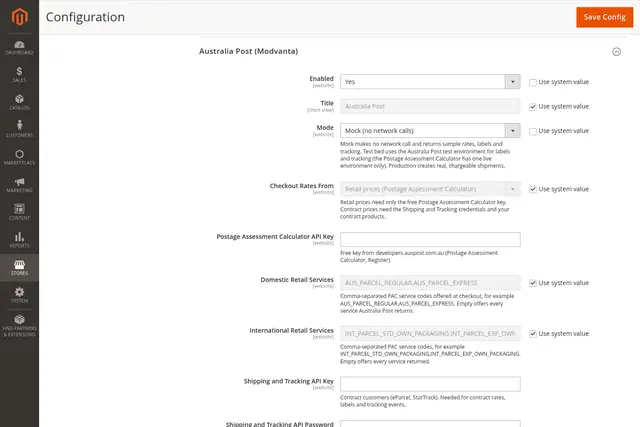 Configuration
Save Config
DASHBOARD
SALES
CATALOG
CUSTOMERS
MARKETPLACE
MARKETING
CONTENT
REPORTS
STORES
SYSTEM
FIND PARTNERS
& EXTENSIONS
Australia Post (Modvanta)
Enabled
[website]
Yes
Use system value
Title
[store view]
Australia Post
Use system value
Mode
[website]
Mock (no network calls)
Use system value
Mock makes no network call and returns sample rates, labels and
tracking. Test bed uses the Australia Post test environment for labels
and tracking (the Postage Assessment Calculator has one live
environment only). Production creates real, chargeable shipments.
Checkout Rates From
[website]
Retail prices (Postage Assessment Calculator)
Use system value
Retail prices need only the free Postage Assessment Calculator key.
Contract prices need the Shipping and Tracking credentials and your
contract products.
Postage Assessment Calculator API Key
[website]
Free key from developers.auspost.com.au (Postage Assessment
Calculator, Register).
Domestic Retail Services
[website]
AUS_PARCEL_REGULAR,AUS_PARCEL_EXPRESS
Use system value
Comma-separated PAC service codes offered at checkout, for example
AUS_PARCEL_REGULAR,AUS_PARCEL_EXPRESS. Empty offers every
service Australia Post returns.
International Retail Services
[website]
INT_PARCEL_STD_OWN_PACKAGING,INT_PARCEL_EXP_OWN
Use system value
Comma-separated PAC service codes, for example
INT_PARCEL_STD_OWN_PACKAGING,INT_PARCEL_EXP_OWN_PACKAGING.
Empty offers every service returned.
Shipping and Tracking API Key
[website]
Contract customers (eParcel, StarTrack). Needed for contract rates,
labels and tracking events.
Shipping and Tracking API Password